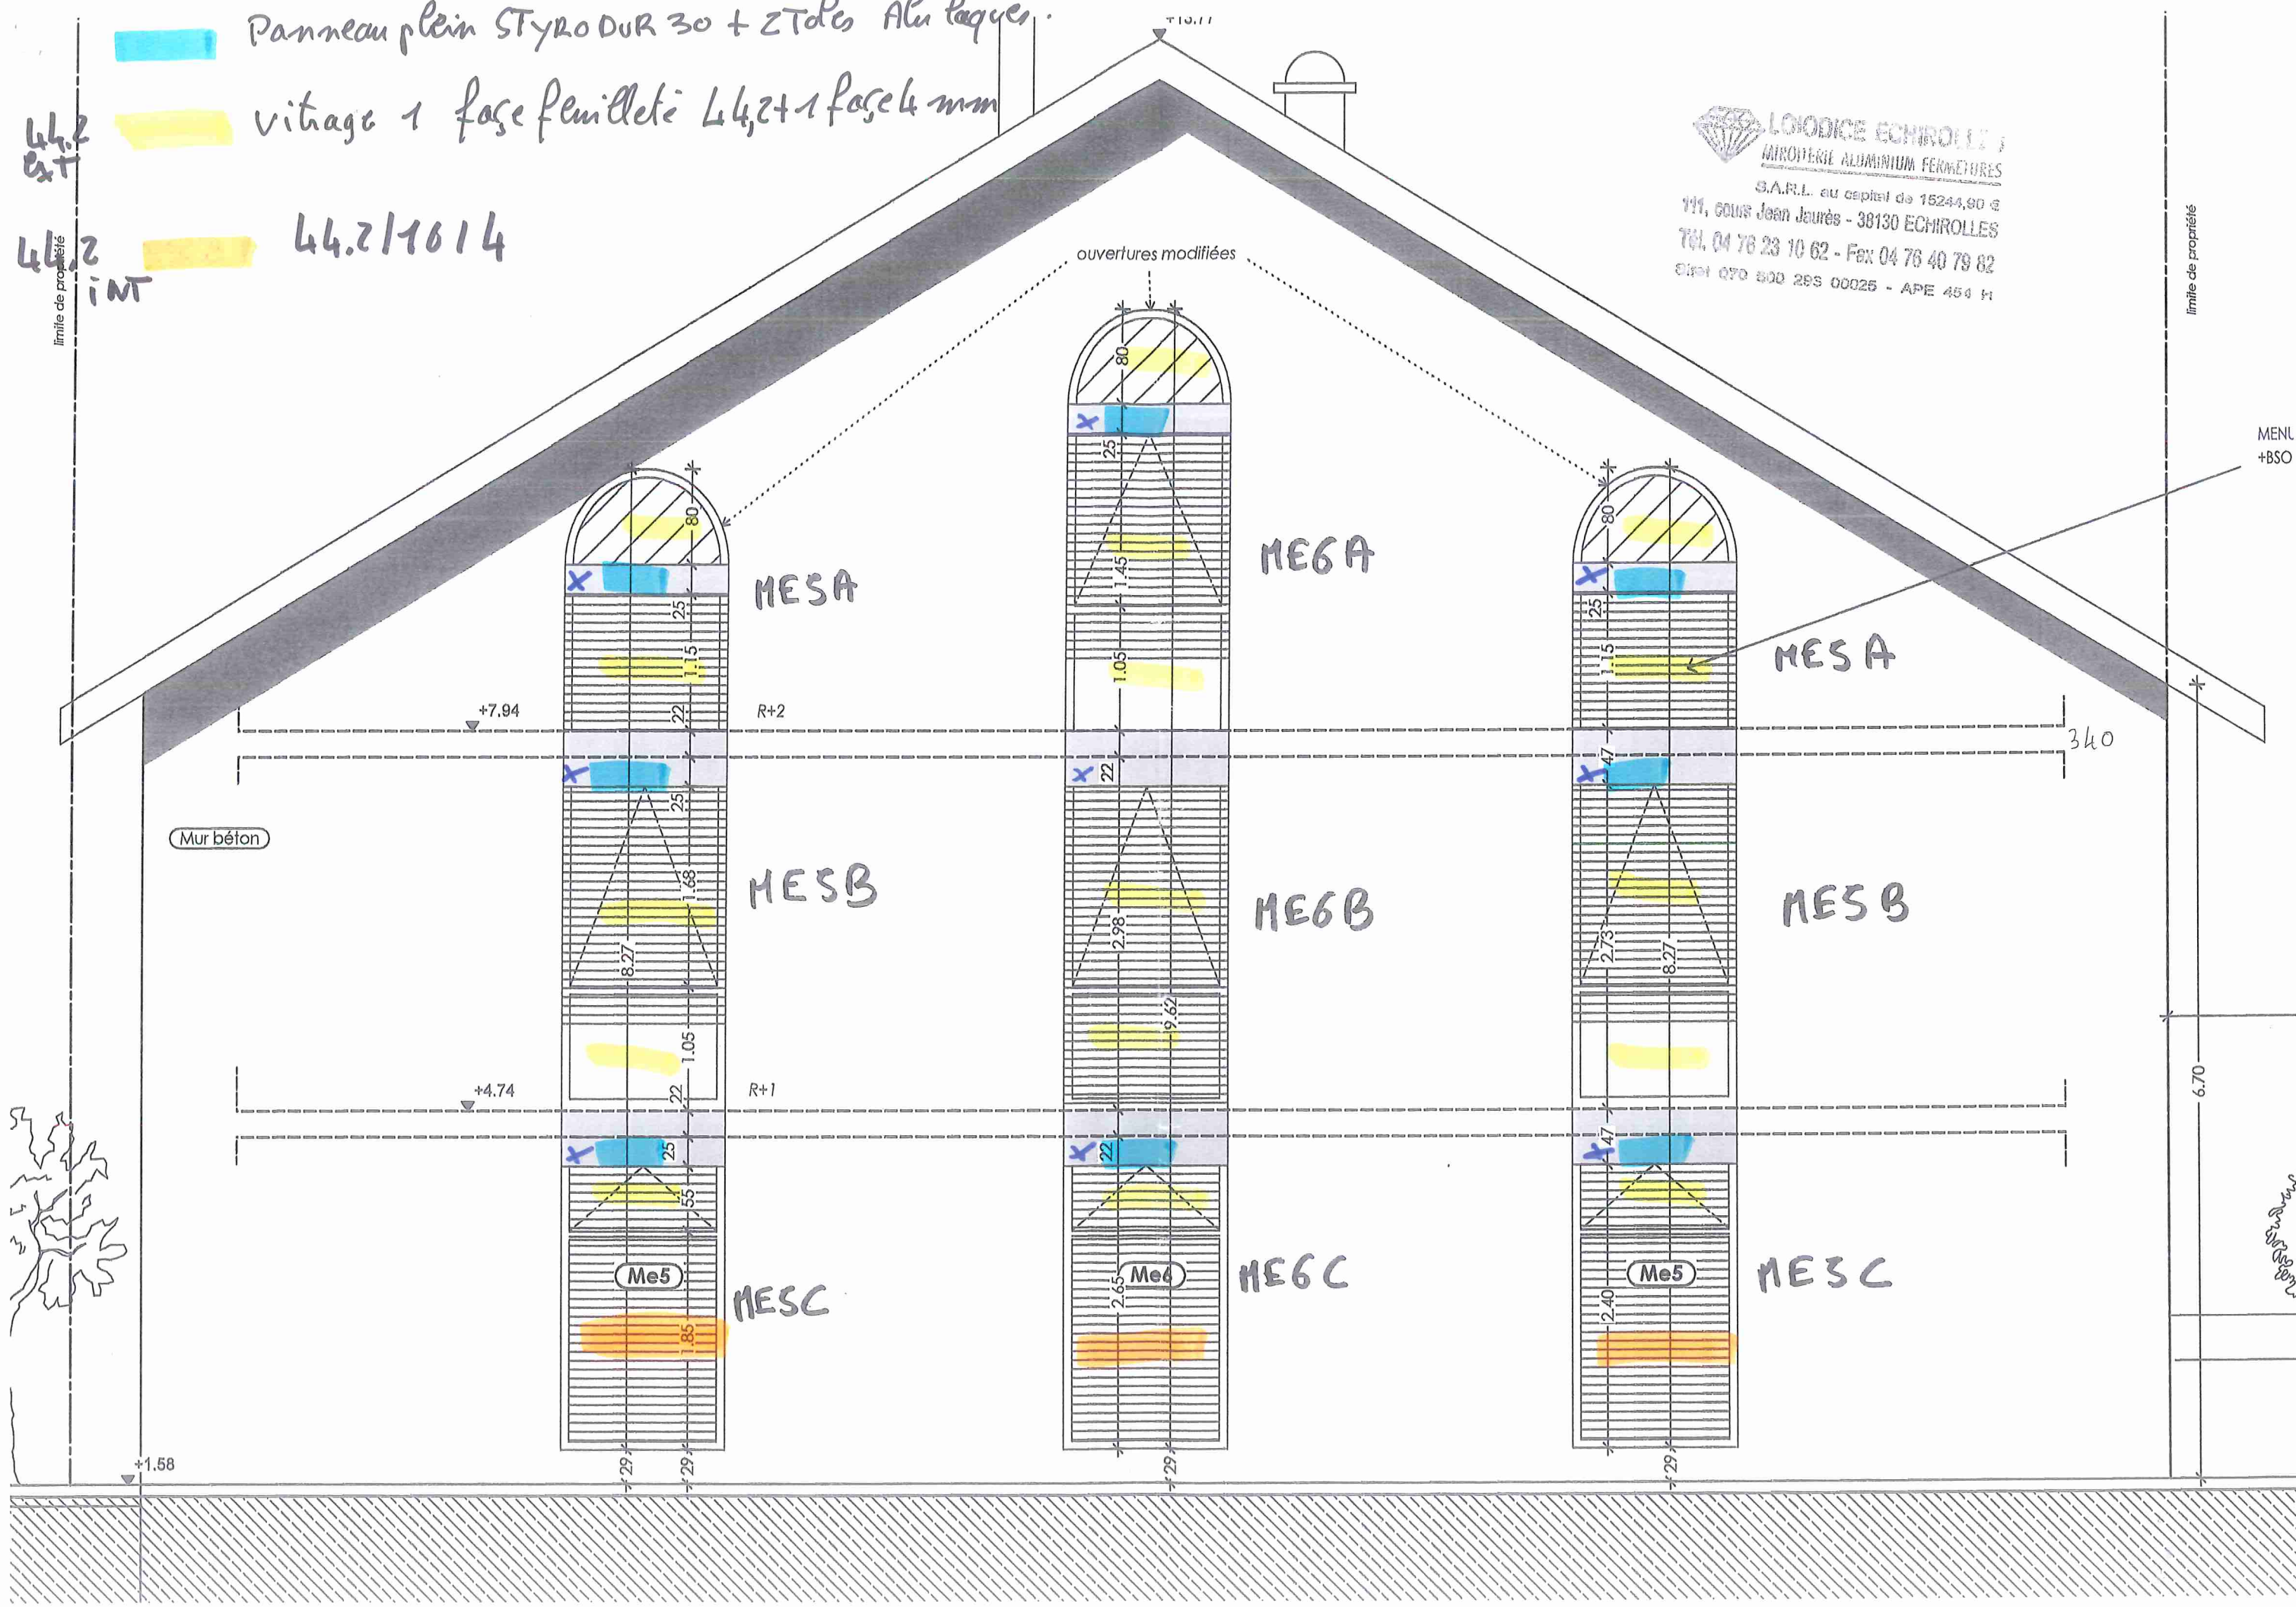 Panneau plein STYRODUR 30 + 2 Toles Alu laques.
44.2
ExT
vitrage 1 façe feuilleté 44,2+1 façe 4 mm
44.2
iNT
44.2/16/4
limite de propriété
LOIODICE ECHIROLLES
MIROITERIE ALUMINIUM FERMETURES
S.A.R.L. au capital de 15244,90 €
111, cours Jean Jaurès - 38130 ECHIROLLES
Tél. 04 76 23 10 62 - Fax 04 76 40 79 82
00025 - APE 454 H
limite de propriété
ouvertures modifiées
MENU
+BSO
80
X
25
1.45
ME6A
1.05
80
X
25
1.15
22
ME5A
80
X
25
1.15
ME5A
+7.94
R+2
340
X
25
1.68
8.27
1.05
22
ME5B
X
22
2.98
9.62
ME6B
47
X
2.73
8.27
ME5B
Mur béton
+4.74
R+1
6.70
X
25
55
Me5
1.85
ME5C
X
22
Me6
2.65
ME6C
47
X
Me5
2.40
ME5C
+1.58
29
29
29
29